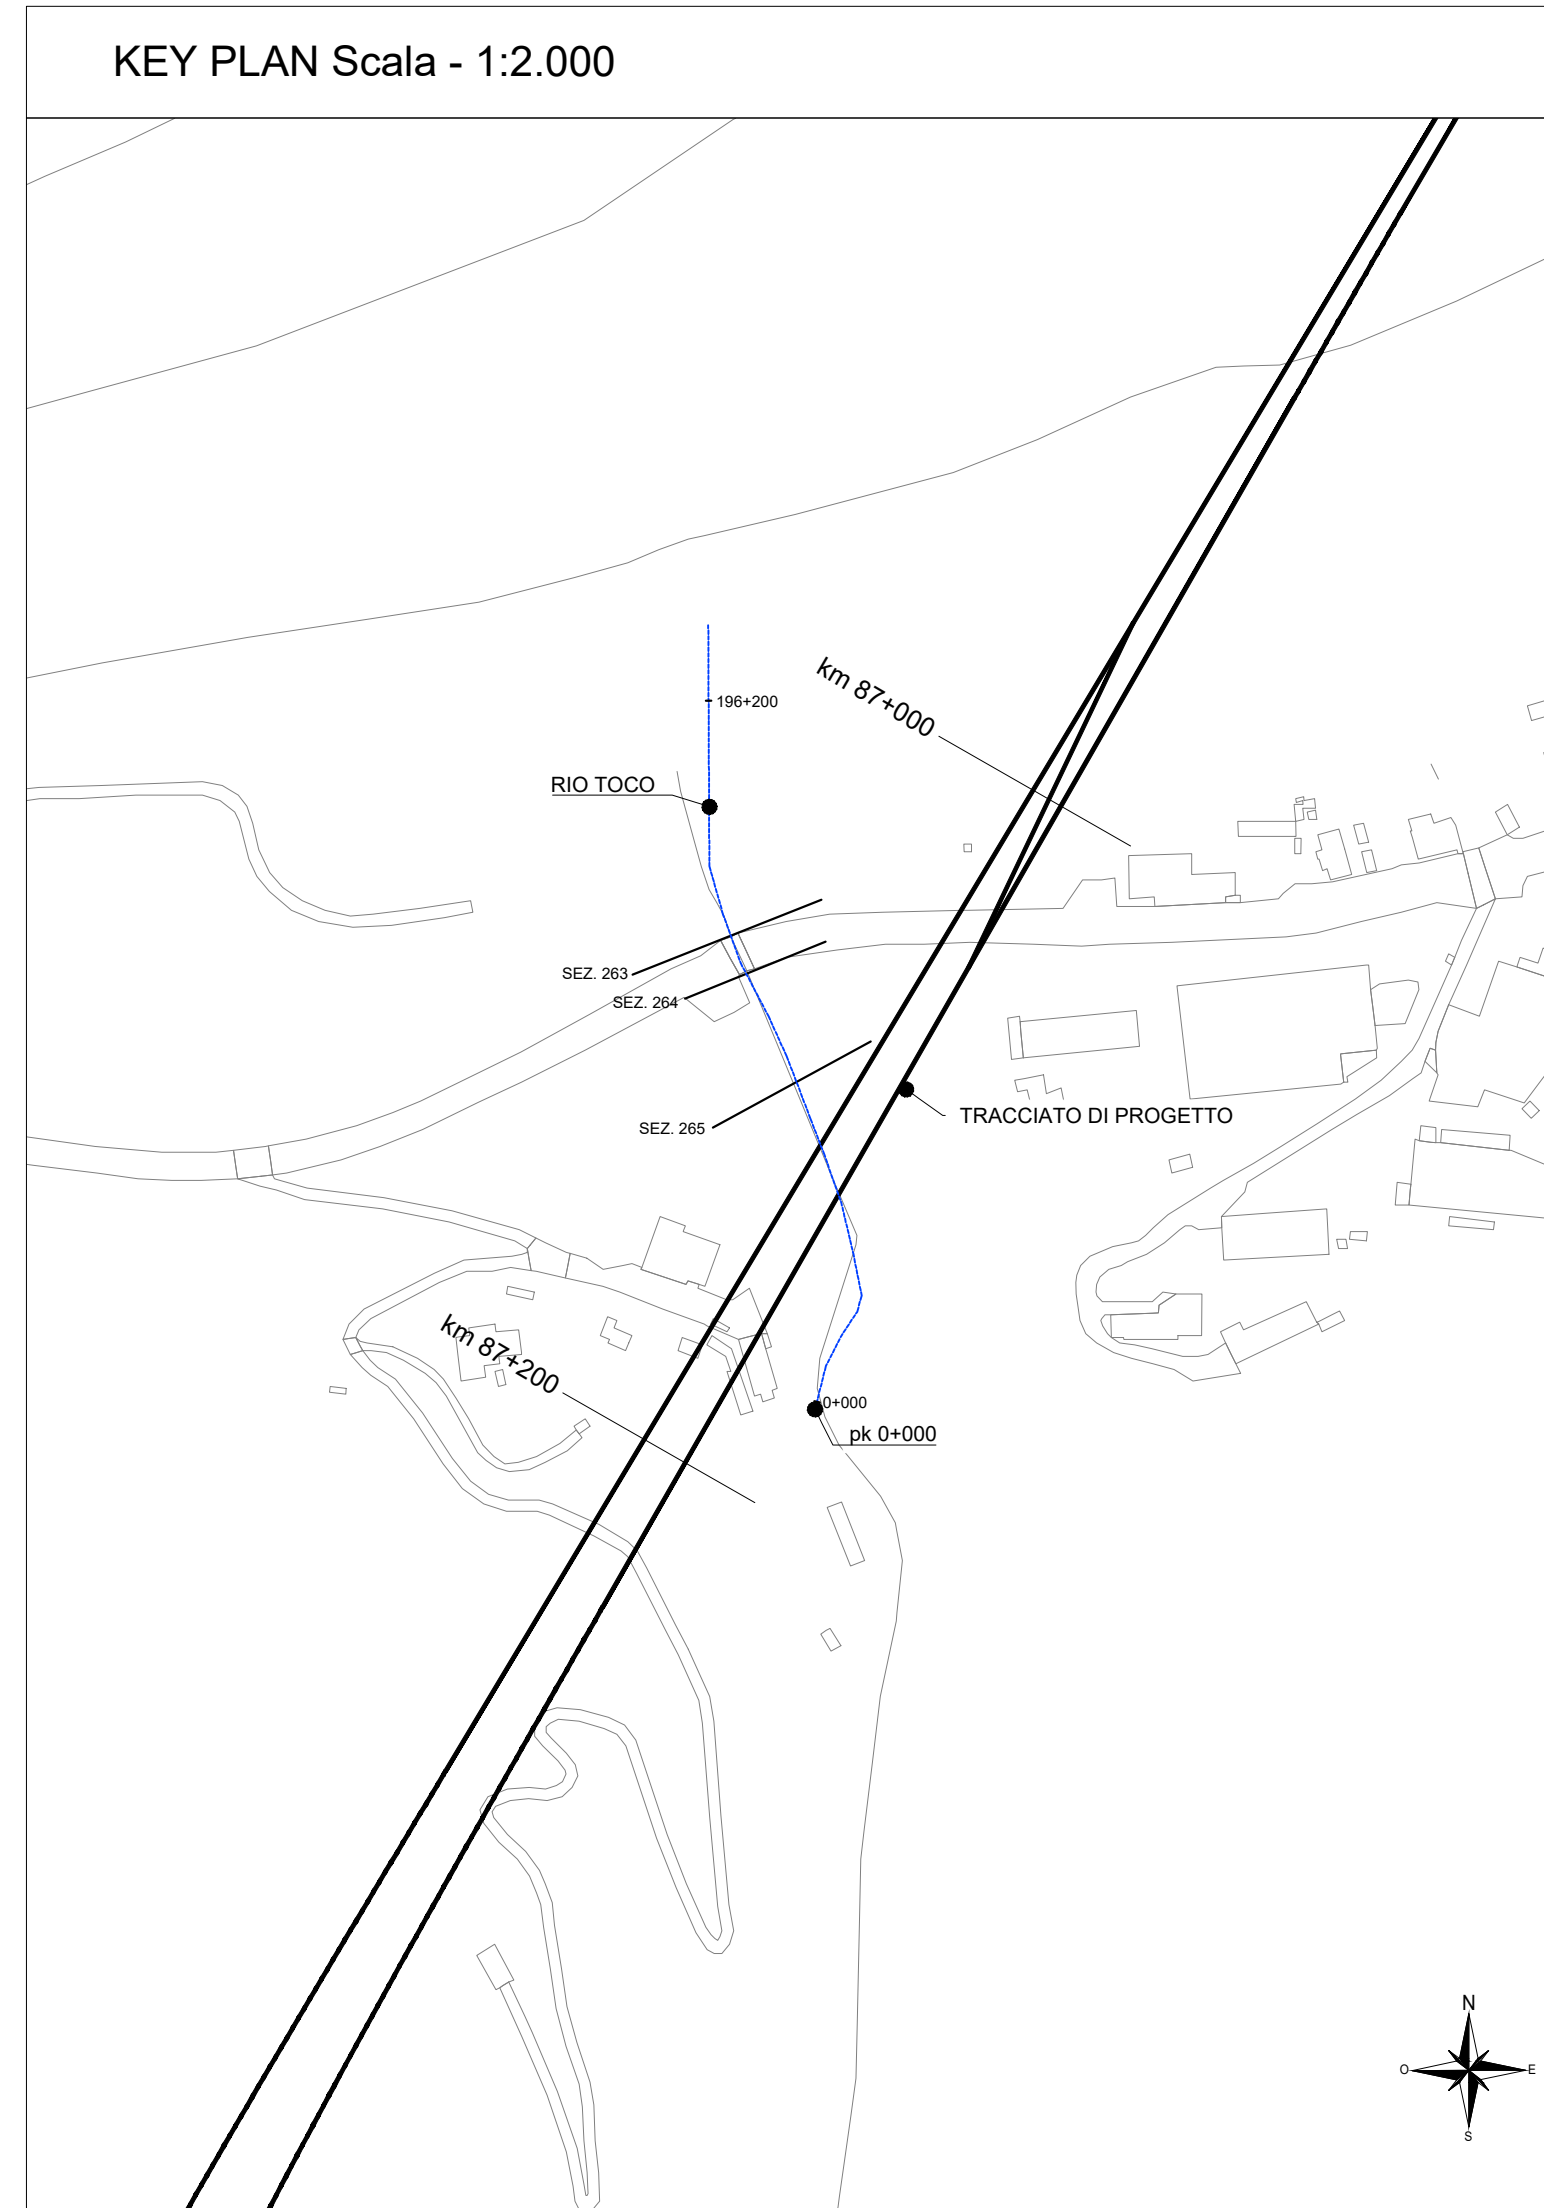 KEY PLAN Scala - 1:2.000
km 87+000
196+200
RIO TOCO
SEZ. 263
SEZ. 264
TRACCIATO DI PROGETTO
SEZ. 265
km 87+200
0+000
pk 0+000
N
O
E
S